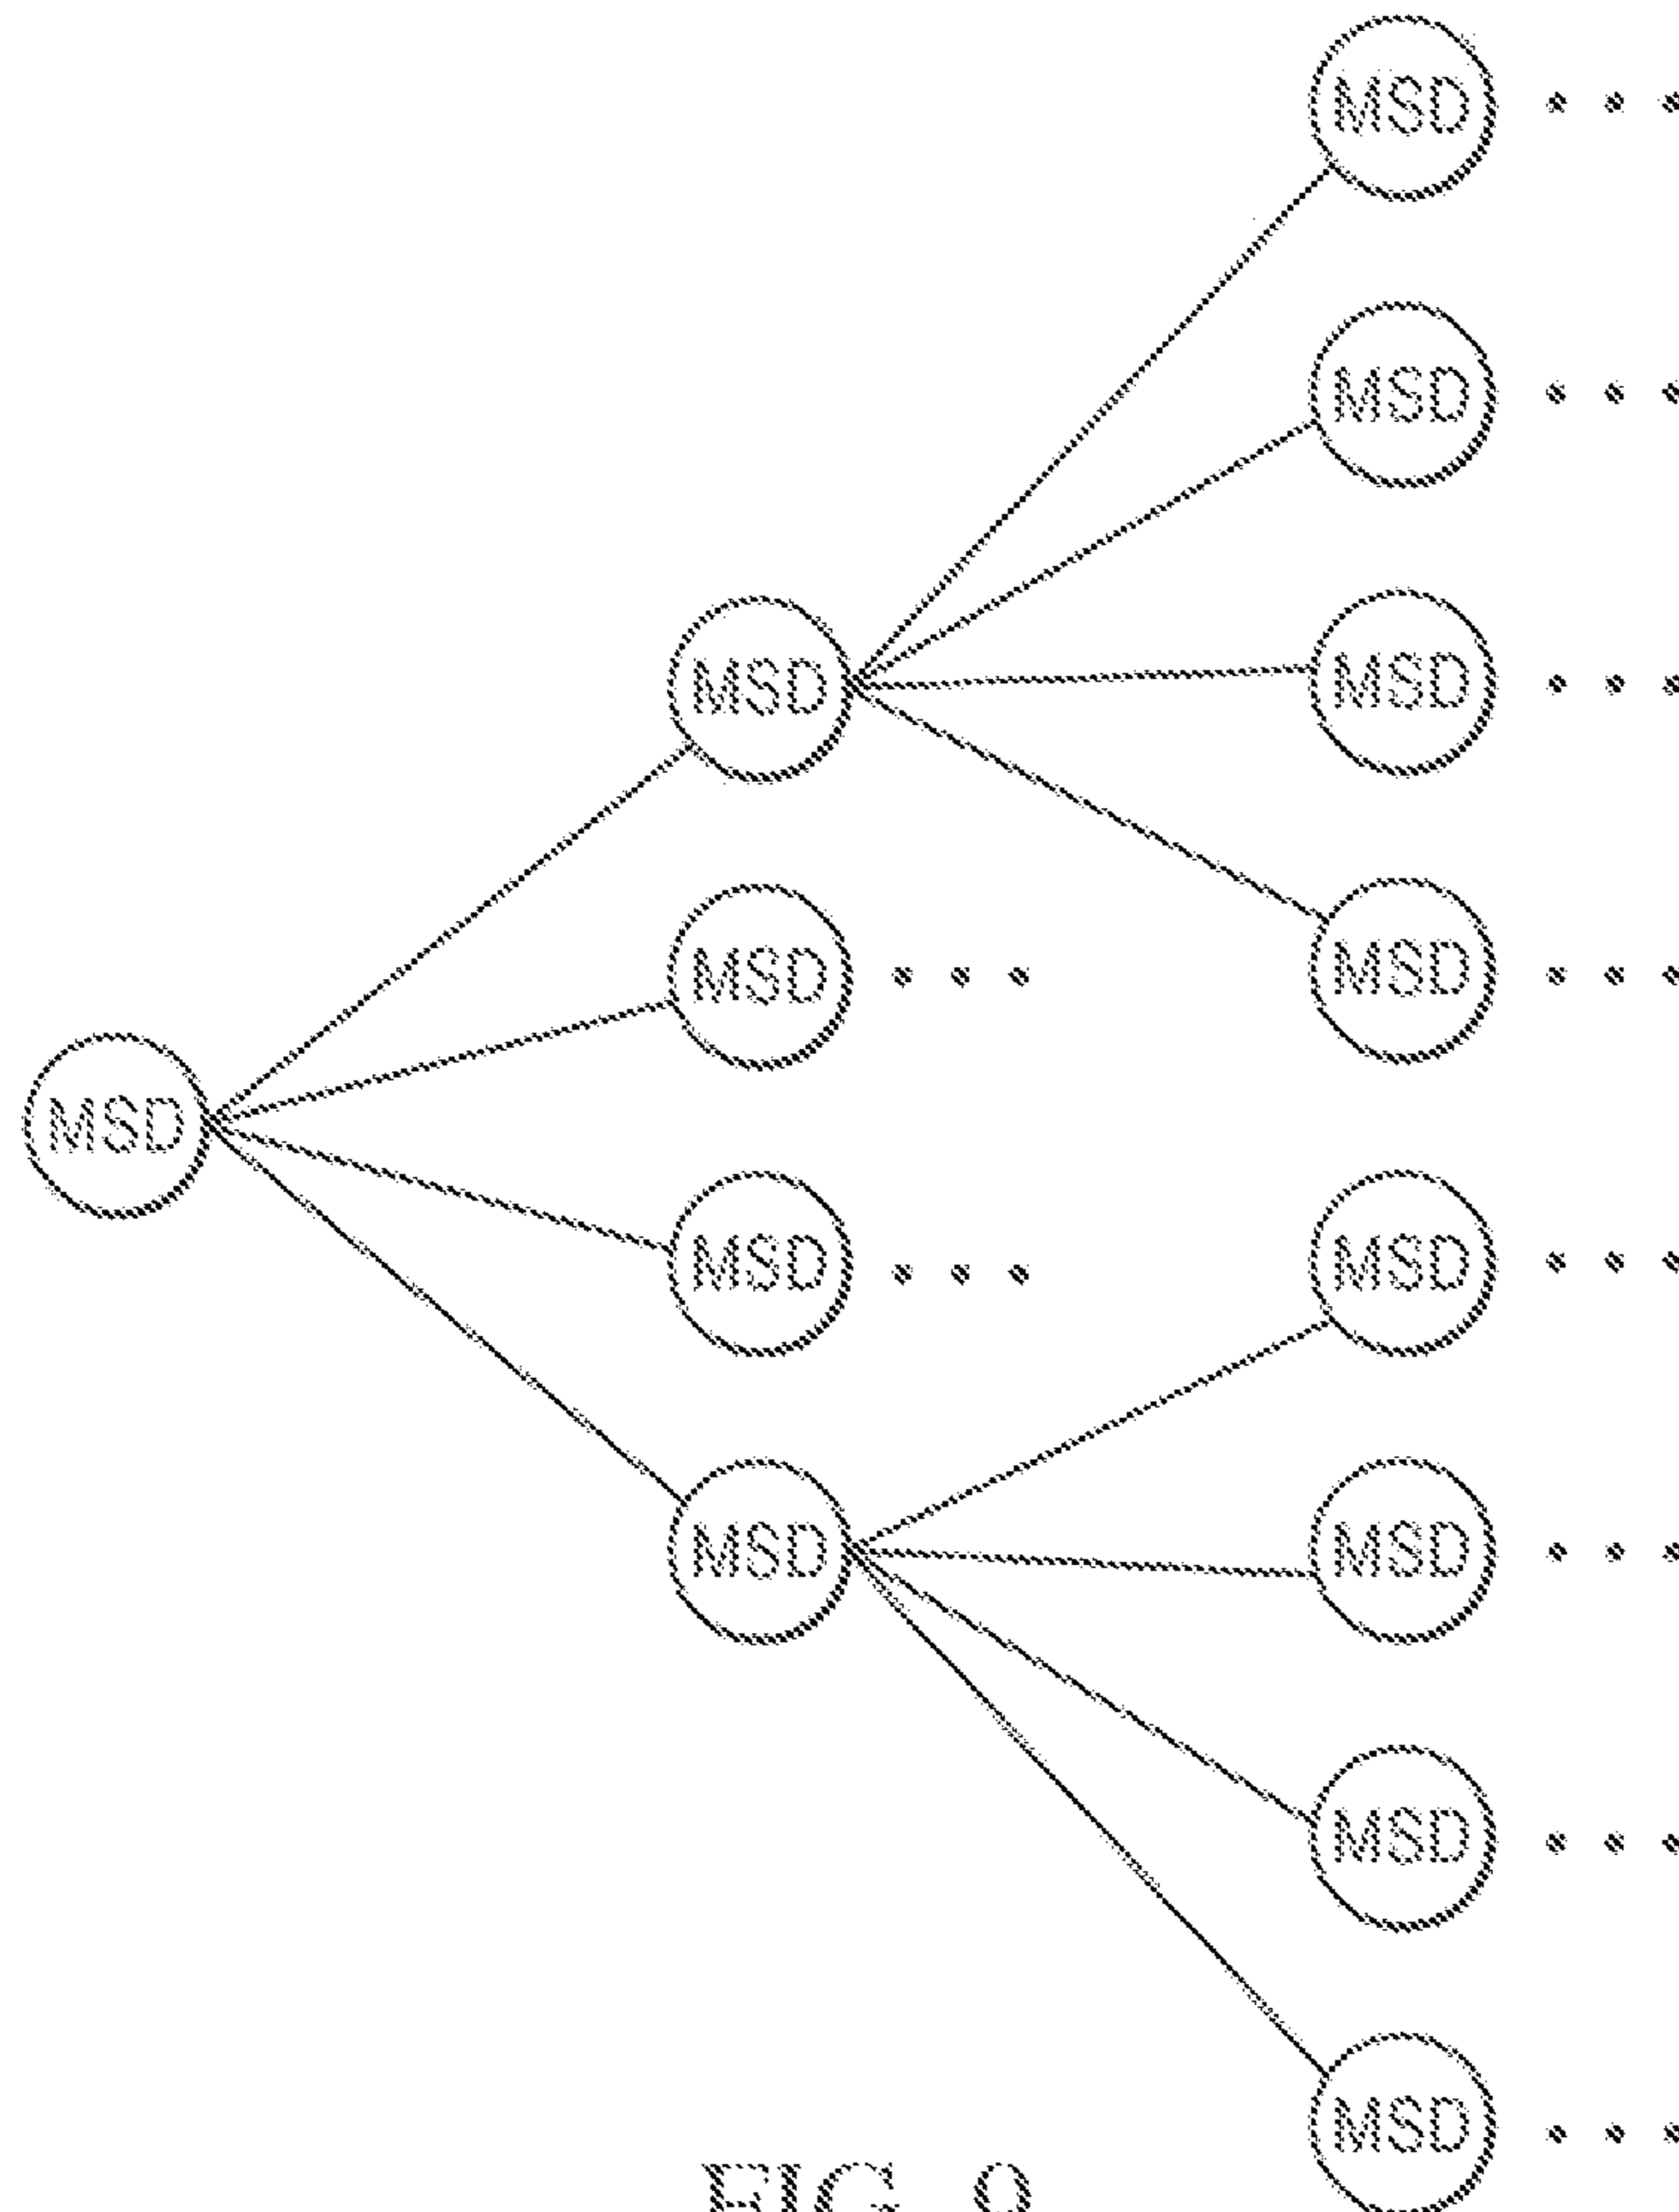 MSD . . .
MSD . . .
MSD
MSD . . .
MSD . . .
MSD . . .
MSD
MSD . . .
MSD . . .
MSD
MSD . . .
MSD . . .
MSD . . .
FIG. 9